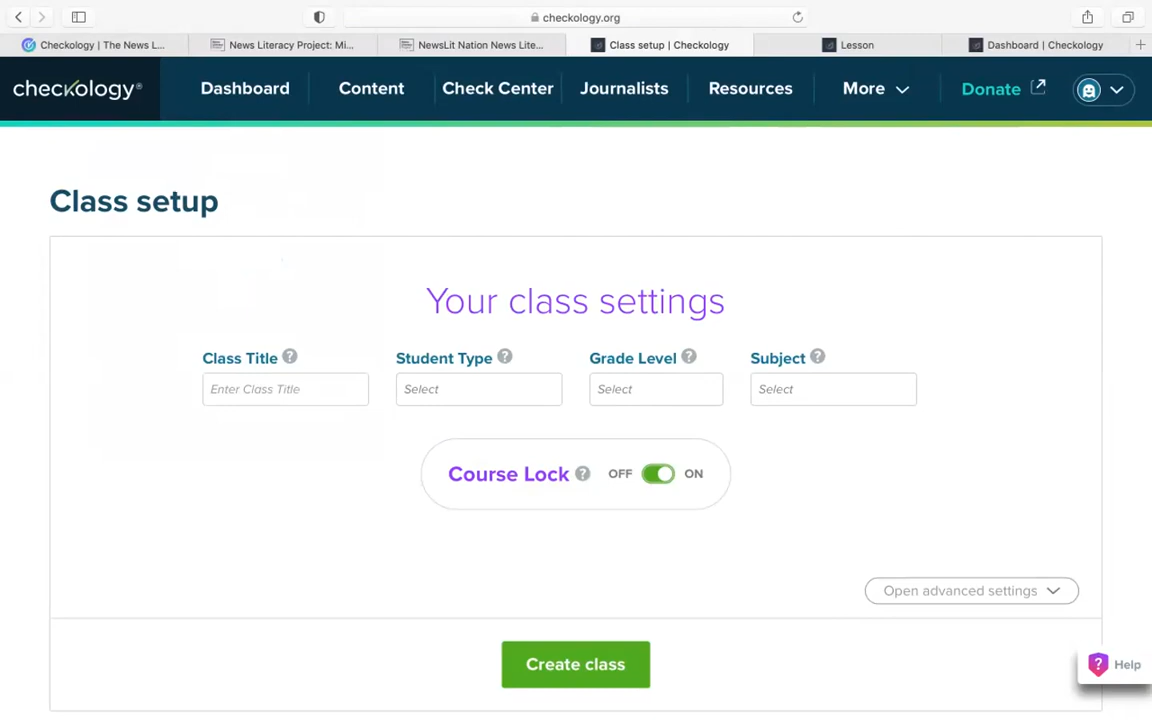 checkology.org
Checkology | The News L...
News Literacy Project: Mi...
NewsLit Nation News Lite...
Class setup | Checkology
Lesson
Dashboard | Checkology
checkology®
Dashboard
Content
Check Center
Journalists
Resources
More
Donate
Class setup
Your class settings
Class Title ?
Student Type ?
Grade Level ?
Subject ?
Enter Class Title
Select
Select
Select
Course Lock ? OFF ON
Open advanced settings
Create class
? Help